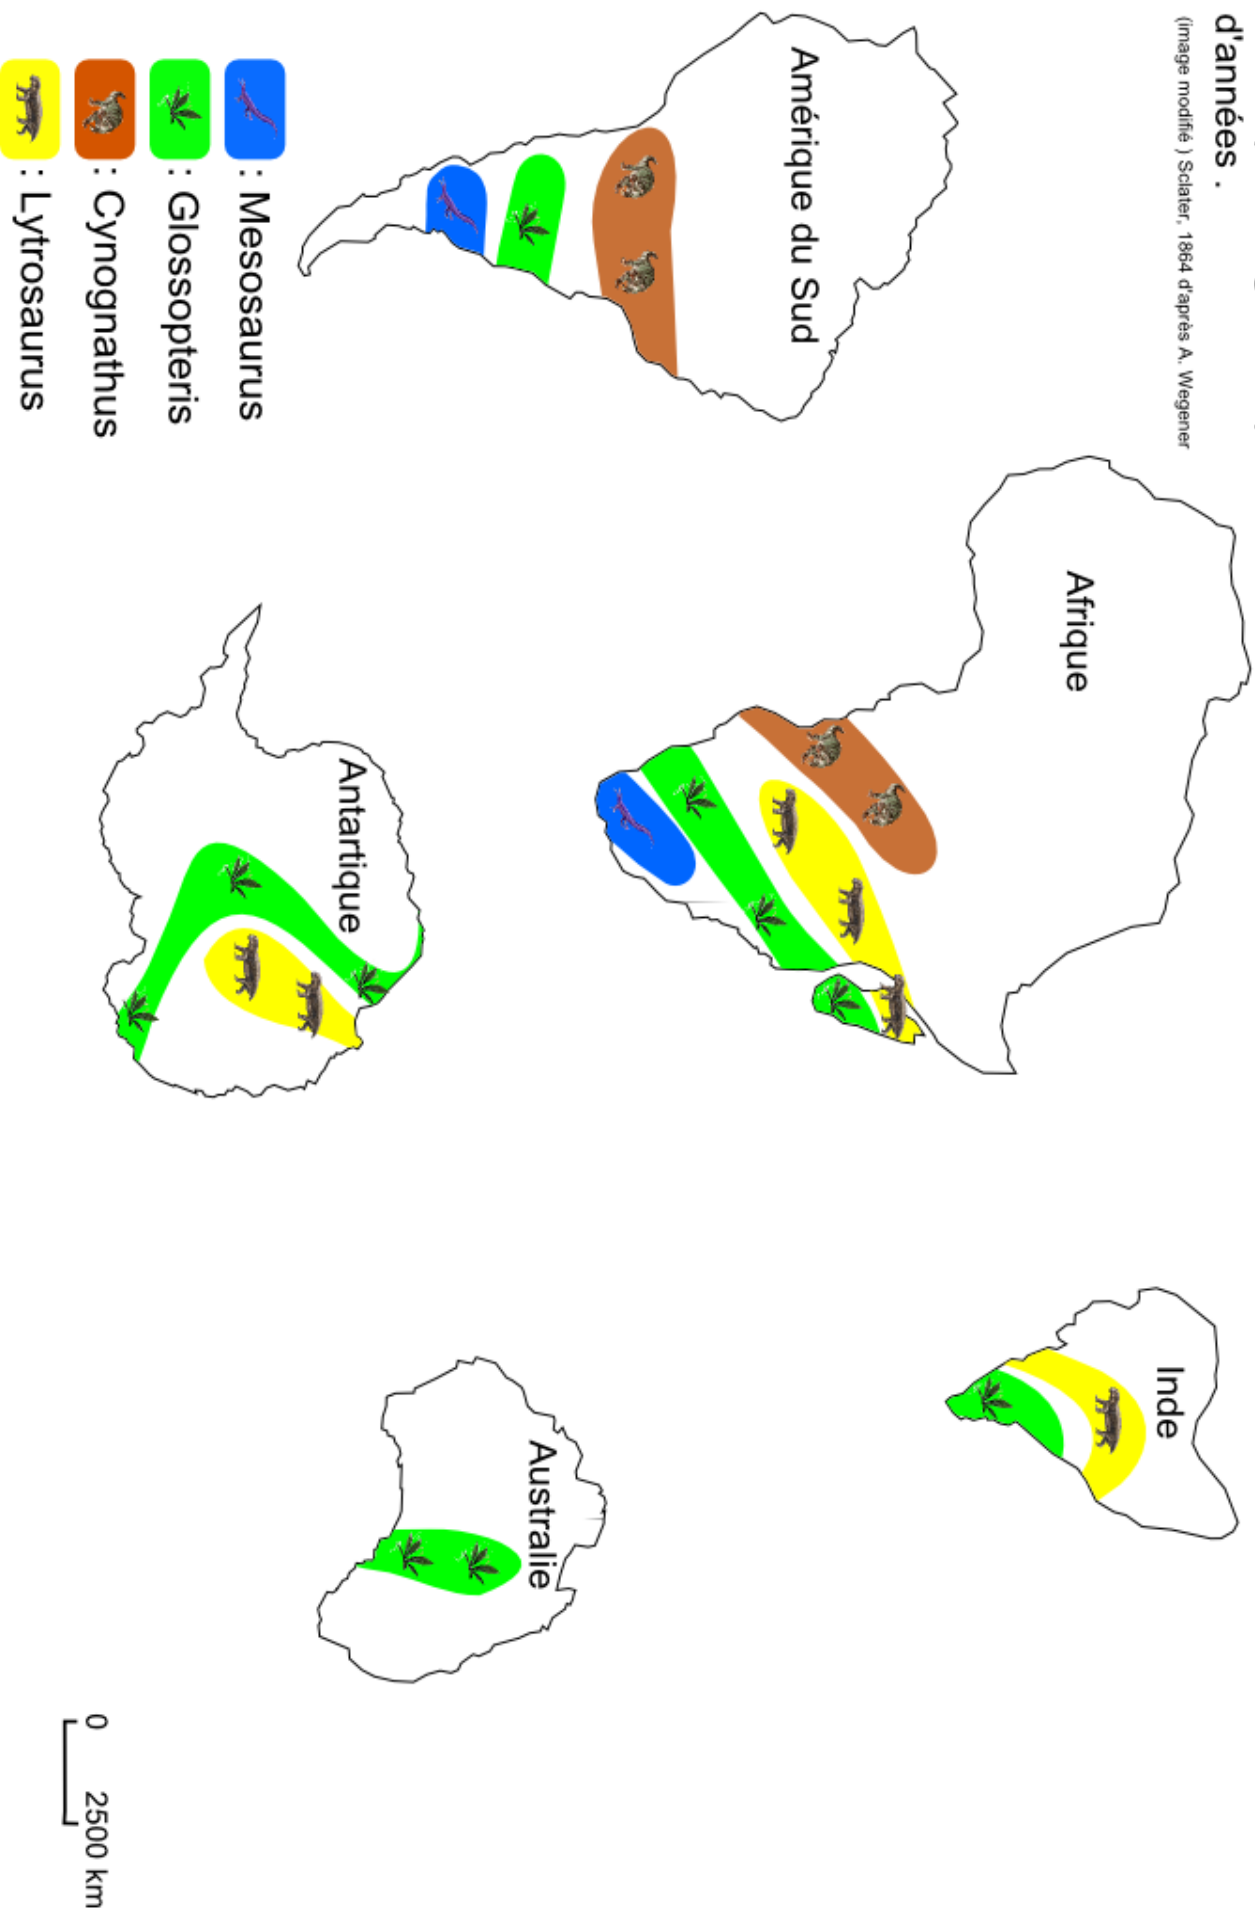 d'années .
(image modifié ) Sclater, 1864 d'après A. Wegener
Amérique du Sud
Afrique
Inde
Antartique
Australie
: Mesosaurus
: Glossopteris
: Cynognathus
: Lytrosaurus
0 2500 km